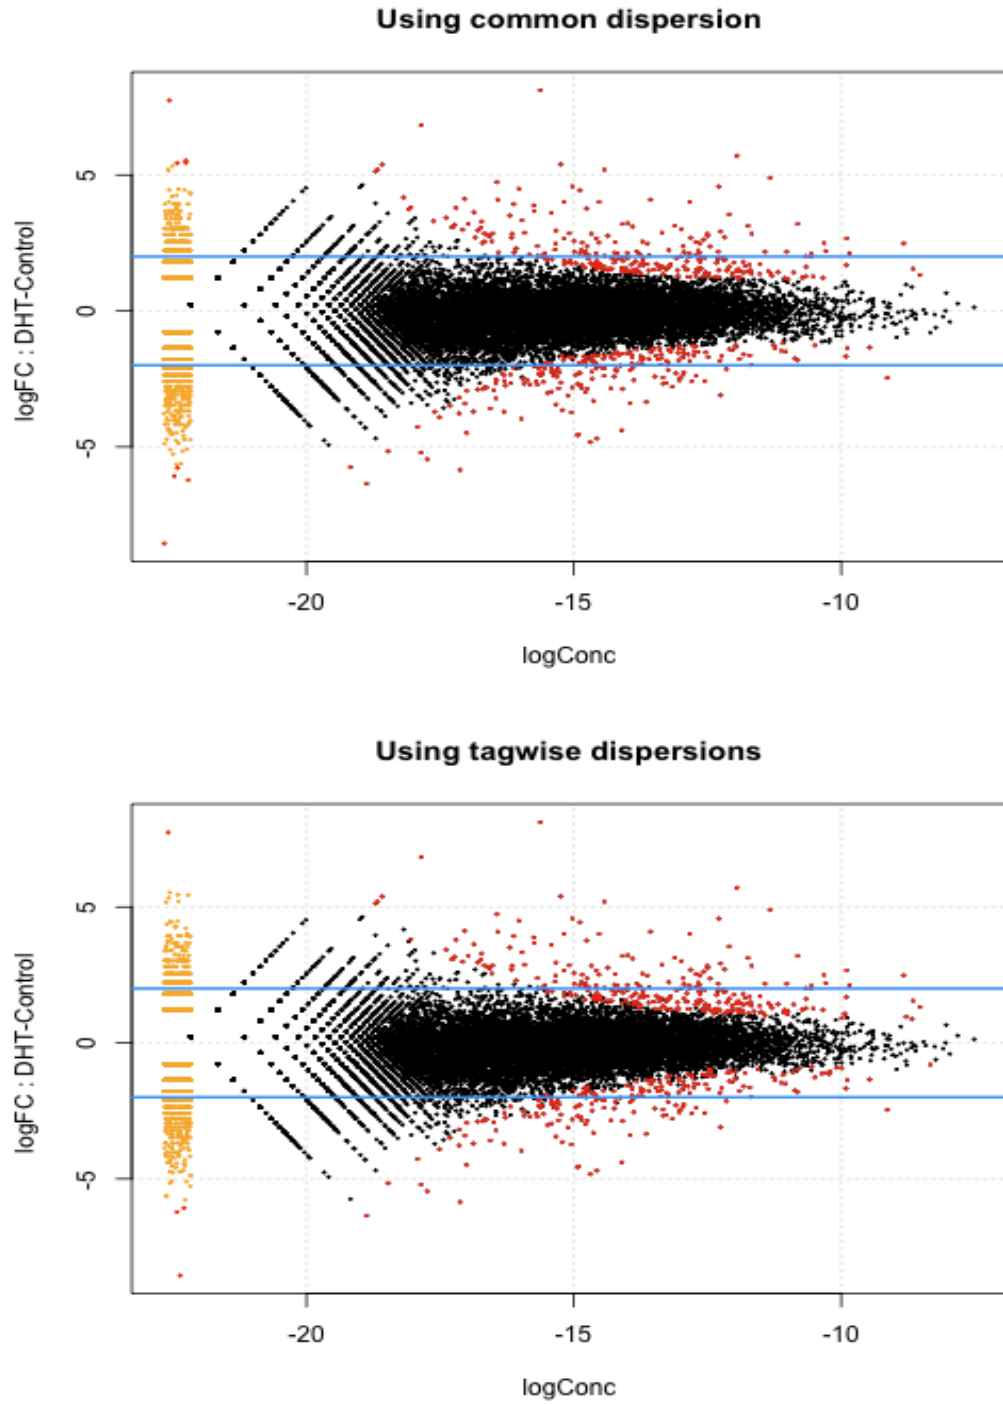 Using common dispersion
logFC : DHT-Control
5
0
-5
-20 -15 -10
logConc
Using tagwise dispersions
logFC : DHT-Control
5
0
-5
-20 -15 -10
logConc